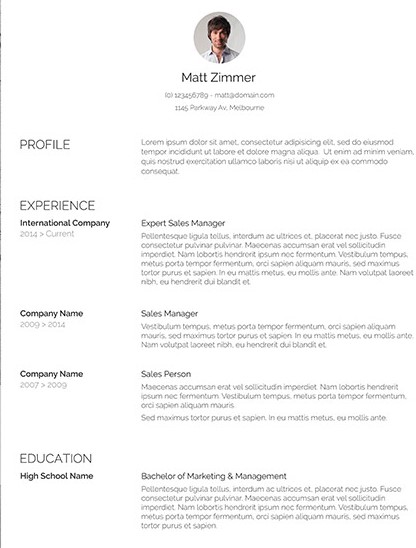 Matt Zimmer
(0) 123456789 - matt@domain.com
1145 Parkway Av, Melbourne
PROFILE
Lorem ipsum dolor sit amet, consectetur adipisicing elit, sed do eiusmod
tempor incididunt ut labore et dolore magna aliqua. Ut enim ad minim veniam,
quis nostrud exercitation ullamco laboris nisi ut aliquip ex ea commodo
consequat.
EXPERIENCE
International Company
2014 > Current
Expert Sales Manager
Pellentesque ligula tellus, interdum ac ultrices et, placerat nec justo. Fusce
consectetur pulvinar pulvinar. Maecenas accumsan erat vel sollicitudin
imperdiet. Nam lobortis hendrerit ipsum nec facilisis. Vestibulum tempus,
metus porta tempor fermentum, orci aliquam sapien aliquam mauris. Sed mattis
purus et sapien. In eu mattis metus, eu mollis ante. Nam volutpat laoreet
nibh, eu hendrerit dui blandit et.
Company Name
2009 > 2014
Sales Manager
Vestibulum tempus, metus porta tempor fermentum, orci sapien aliquam
mauris. Sed mattis tortor purus et sapien. In eu mattis metus, eu mollis ante.
Nam volutpat laoreet nibh, eu hendrerit dui blandit et.
Company Name
2007 > 2009
Sales Person
Maecenas accumsan erat vel sollicitudin imperdiet. Nam lobortis hendrerit
ipsum nec facilisis. Vestibulum tempus, metus porta tempor fermentum, orci
sapien aliquam mauris.
Sed mattis tortor purus et sapien. In eu mattis metus, eu mollis ante.
EDUCATION
High School Name
Bachelor of Marketing & Management
Pellentesque ligula tellus, interdum ac ultrices et, placerat nec justo. Fusce
consectetur pulvinar pulvinar. Maecenas accumsan erat vel sollicitudin
imperdiet. Nam lobortis hendrerit ipsum nec facilisis. Vestibulum tempus,
metus porta tempor fermentum, orci aliquam mauris. Sed mattis
tortor purus et sapien.